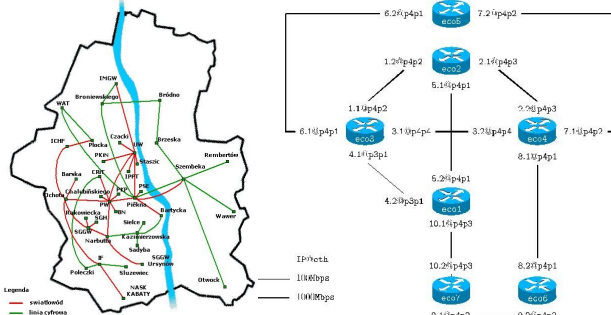 IMGW
Bródno
Broniewskiego
WAT
Czacki
UW
Brzeska
ICHF
Płocka
Staszic
PKiN
Rembertów
IPPT
Szembeka
Barska
CRIT
Chałubińskiego
PEP
PSE
Ochota
PW
Piękna
Rakowiecka
BN
Bartycka
Wawer
SGH
Sielce
SGGW
Narbutta
Kazimierzowska
Sadyba
SGGW
Ursynów
IF
Poleczki
Służewiec
Otwock
NASK
KABATY
Legenda
swiatłowód
linia cyfrowa
eco5
1.2@p4p2
2.1@p4p3
eco2
5.1@p4p1
1.1@p4p2
2.2@p4p3
6.1@p4p1
eco3
3.1@p4p4
3.2@p4p4
eco4
7.1@p4p2
4.1@p3p1
8.1@p4p1
5.2@p4p1
4.2@p3p1
eco1
10.1@p4p3
10.2@p4p3
8.2@p4p1
100Mbps
1000Mbps
eco7
eco6
6.2@p4p1
7.2@p4p2